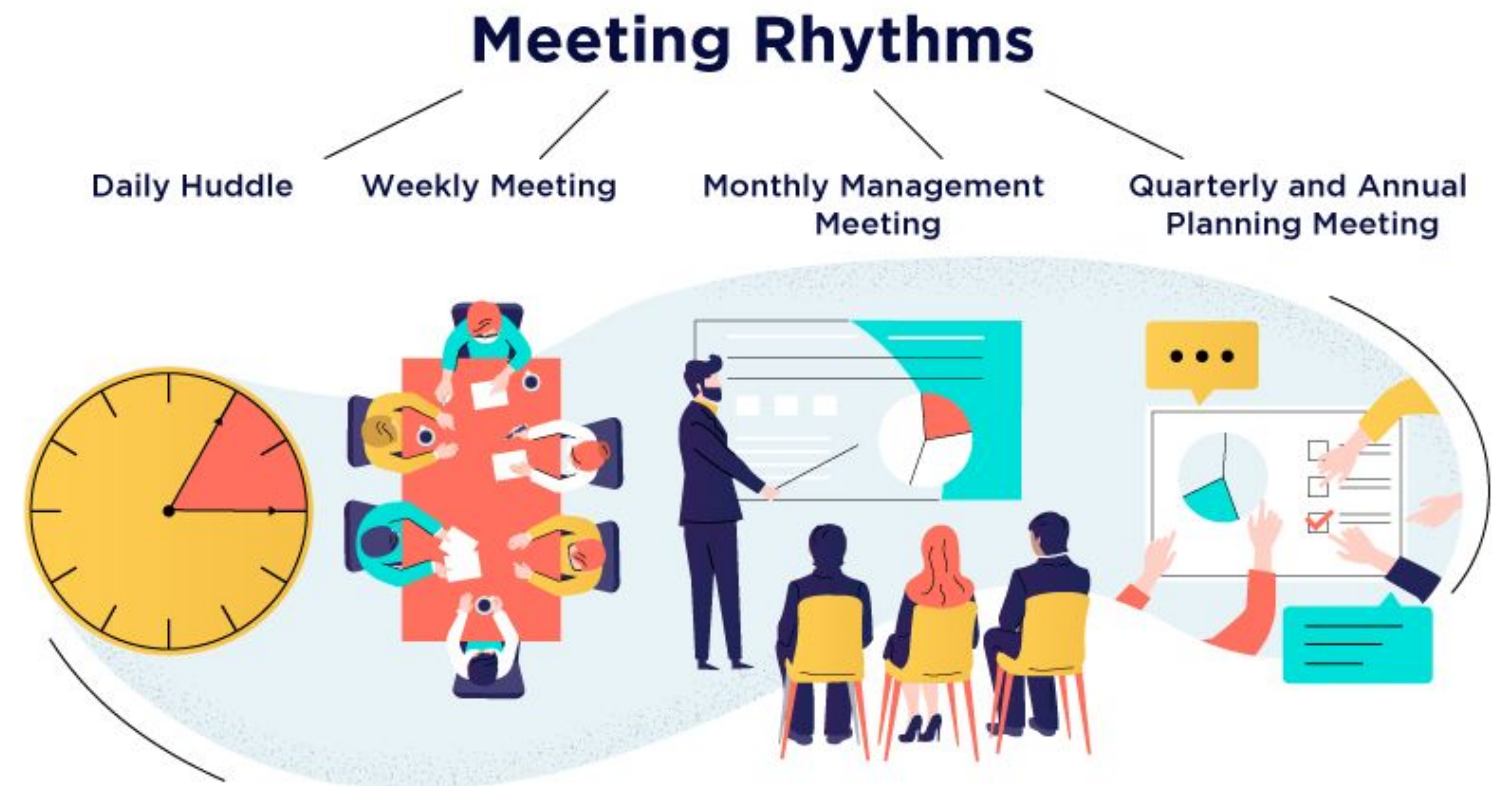 Meeting Rhythms
Daily Huddle
Weekly Meeting
Monthly Management
Meeting
Quarterly and Annual
Planning Meeting